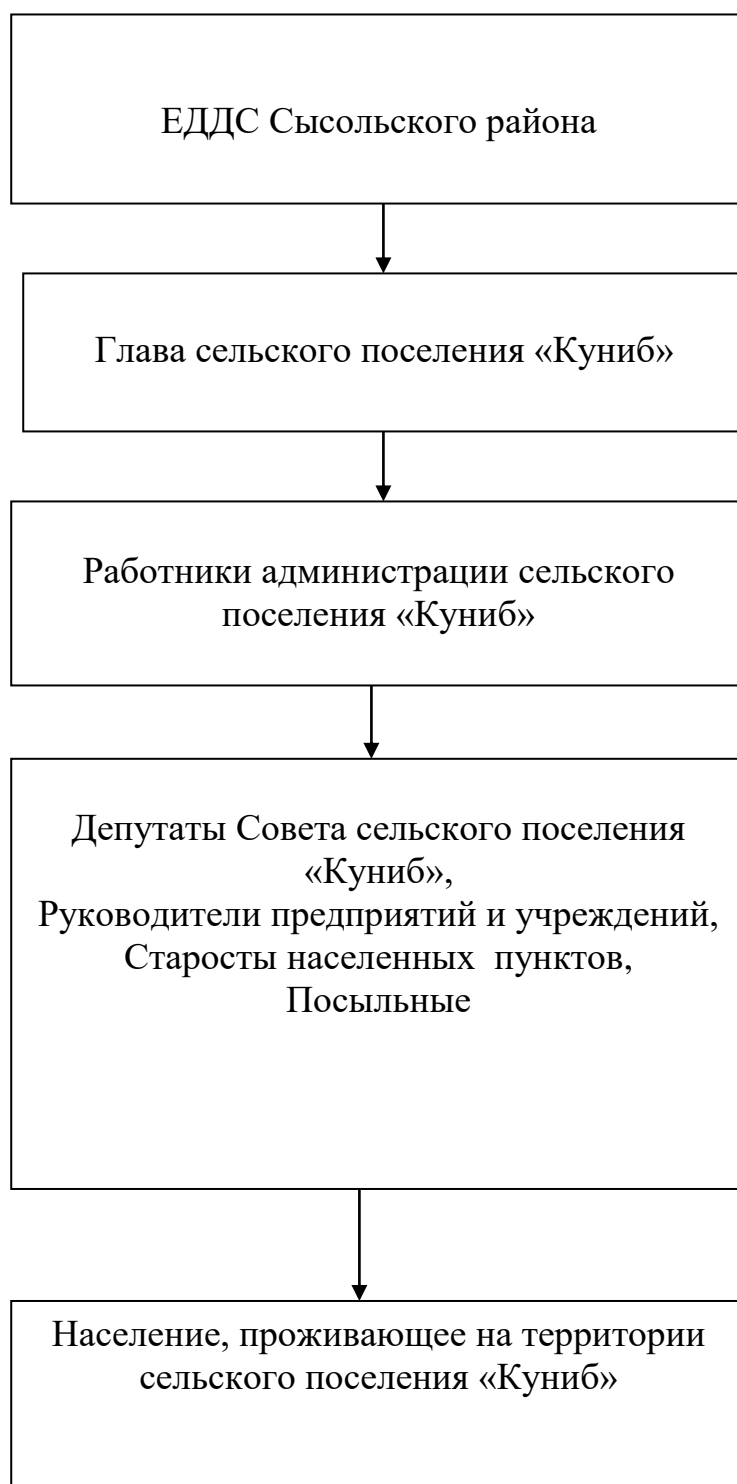 ЕДДС Сысольского района
Глава сельского поселения «Куниб»
Работники администрации сельского
поселения «Куниб»
Депутаты Совета сельского поселения
«Куниб»,
Руководители предприятий и учреждений,
Старосты населенных  пунктов,
Посыльные
Население, проживающее на территории
сельского поселения «Куниб»